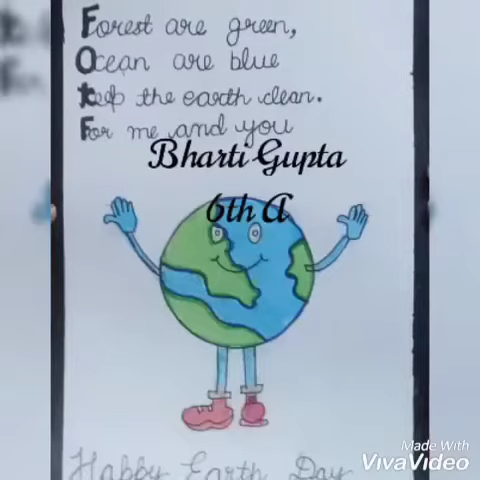 Forest are green,
Ocean are blue
Keep the earth clean.
For me and you
Bharti Gupta
6th A
Happy Earth Day
Made With
VivaVideo